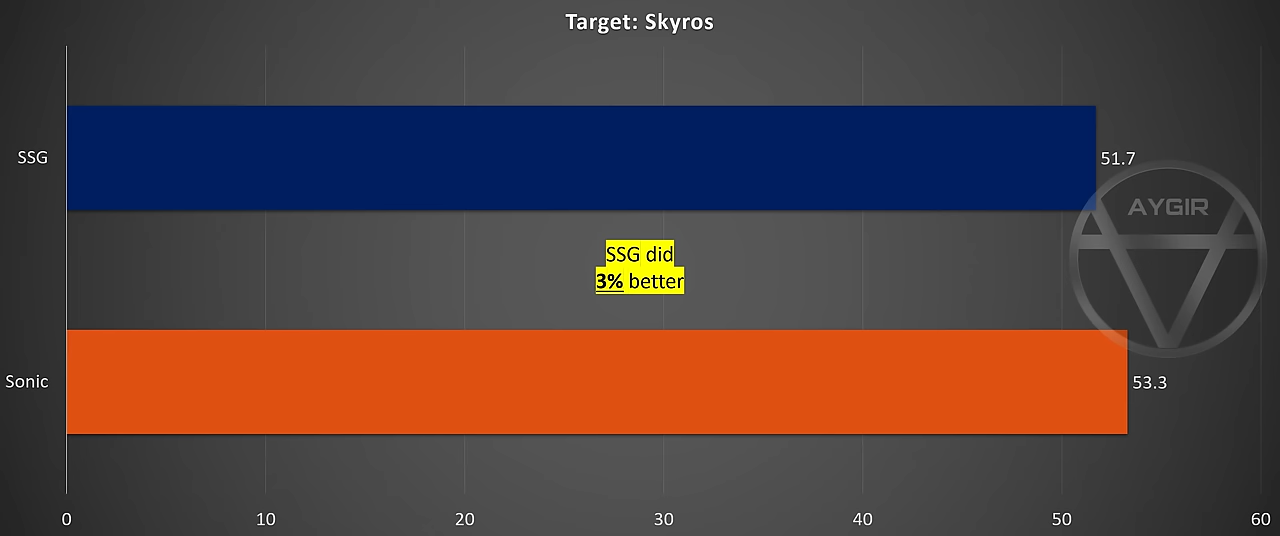 Target: Skyros
SSG
51.7
AYGIR
SSG did
3% better
Sonic
53.3
0 10 20 30 40 50 60